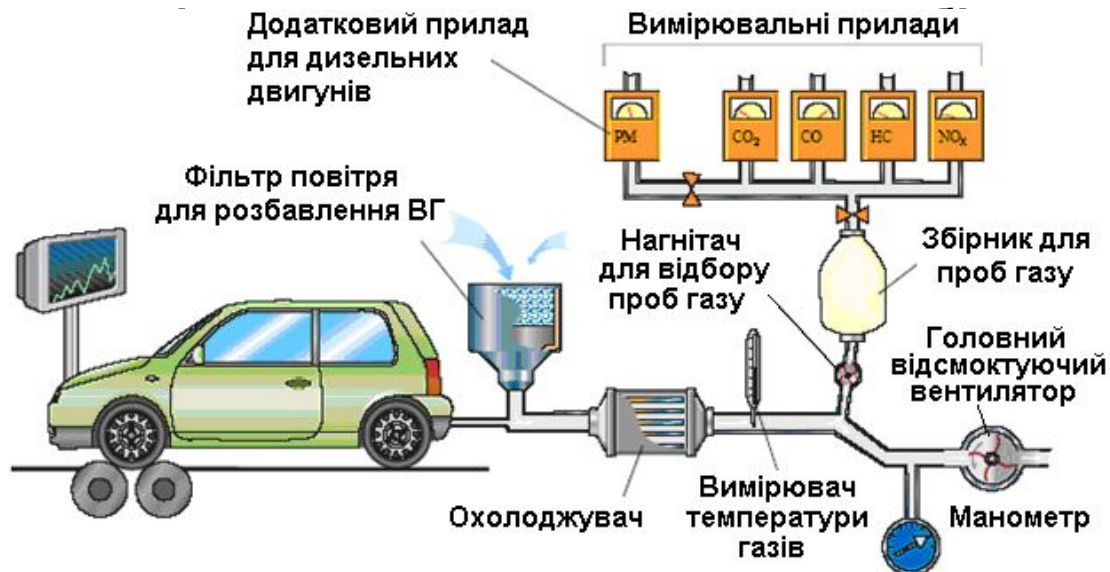 Додатковий прилад
для дизельних
двигунів
Вимірювальні прилади
PM
CO₂
CO
HC
NOₓ
Фільтр повітря
для розбавлення ВГ
Нагнітач
для відбору
проб газу
Збірник для
проб газу
Головний
відсмоктуючий
вентилятор
Охолоджувач
Вимірювач
температури
газів
Манометр